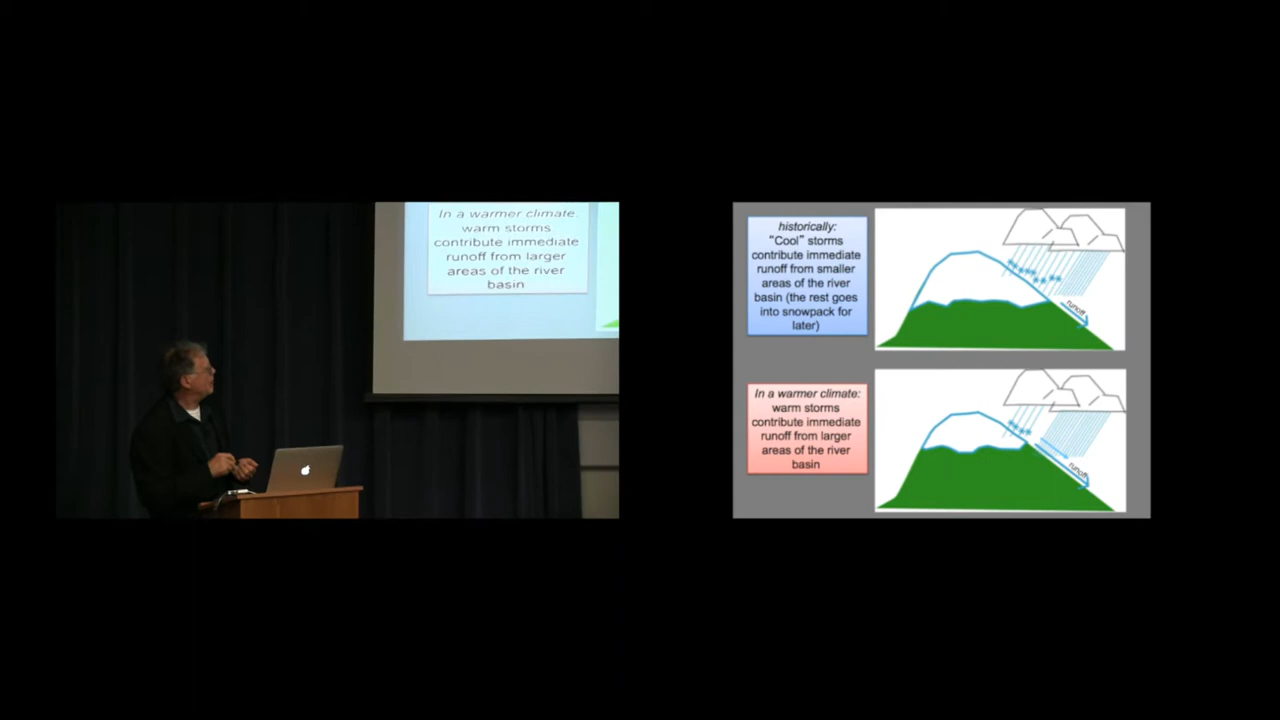 In a warmer climate:
warm storms
contribute immediate
runoff from larger
areas of the river
basin
historically:
“Cool” storms
contribute immediate
runoff from smaller
areas of the river
basin (the rest goes
into snowpack for
later)
runoff
In a warmer climate:
warm storms
contribute immediate
runoff from larger
areas of the river
basin
runoff